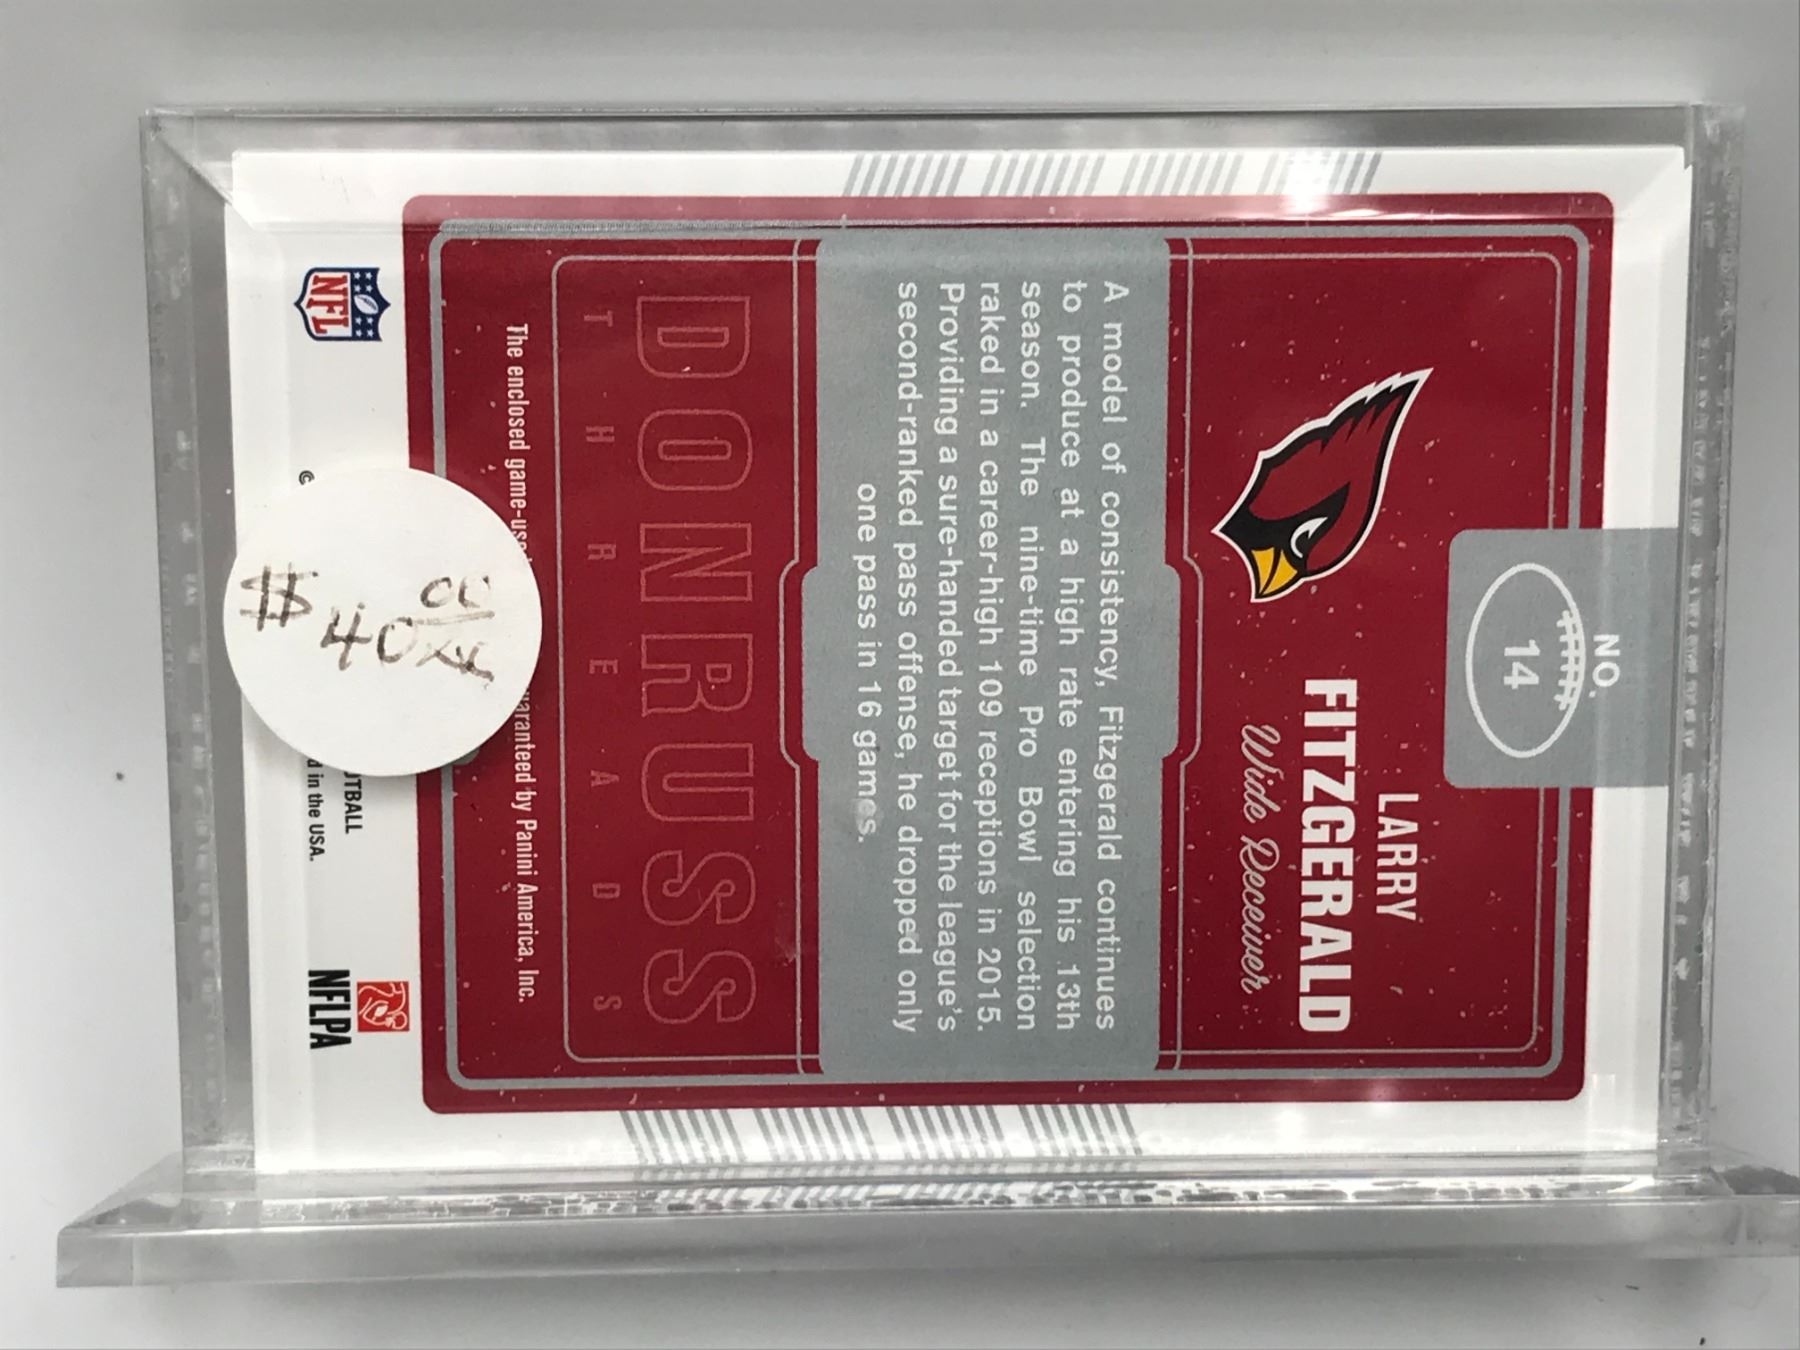 NO.
14
LARRY
FITZGERALD
Wide Receiver
A model of consistency, Fitzgerald continues
to produce at a high rate entering his 13th
season. The nine-time Pro Bowl selection
raked in a career-high 109 receptions in 2015.
Providing a sure-handed target for the league's
second-ranked pass offense, he dropped only
one pass in 16 games.
DONRUSS
THREADS
The enclosed game-us by Panini America, Inc.
$40 00
©
d in the USA.
NFL
NFLPA